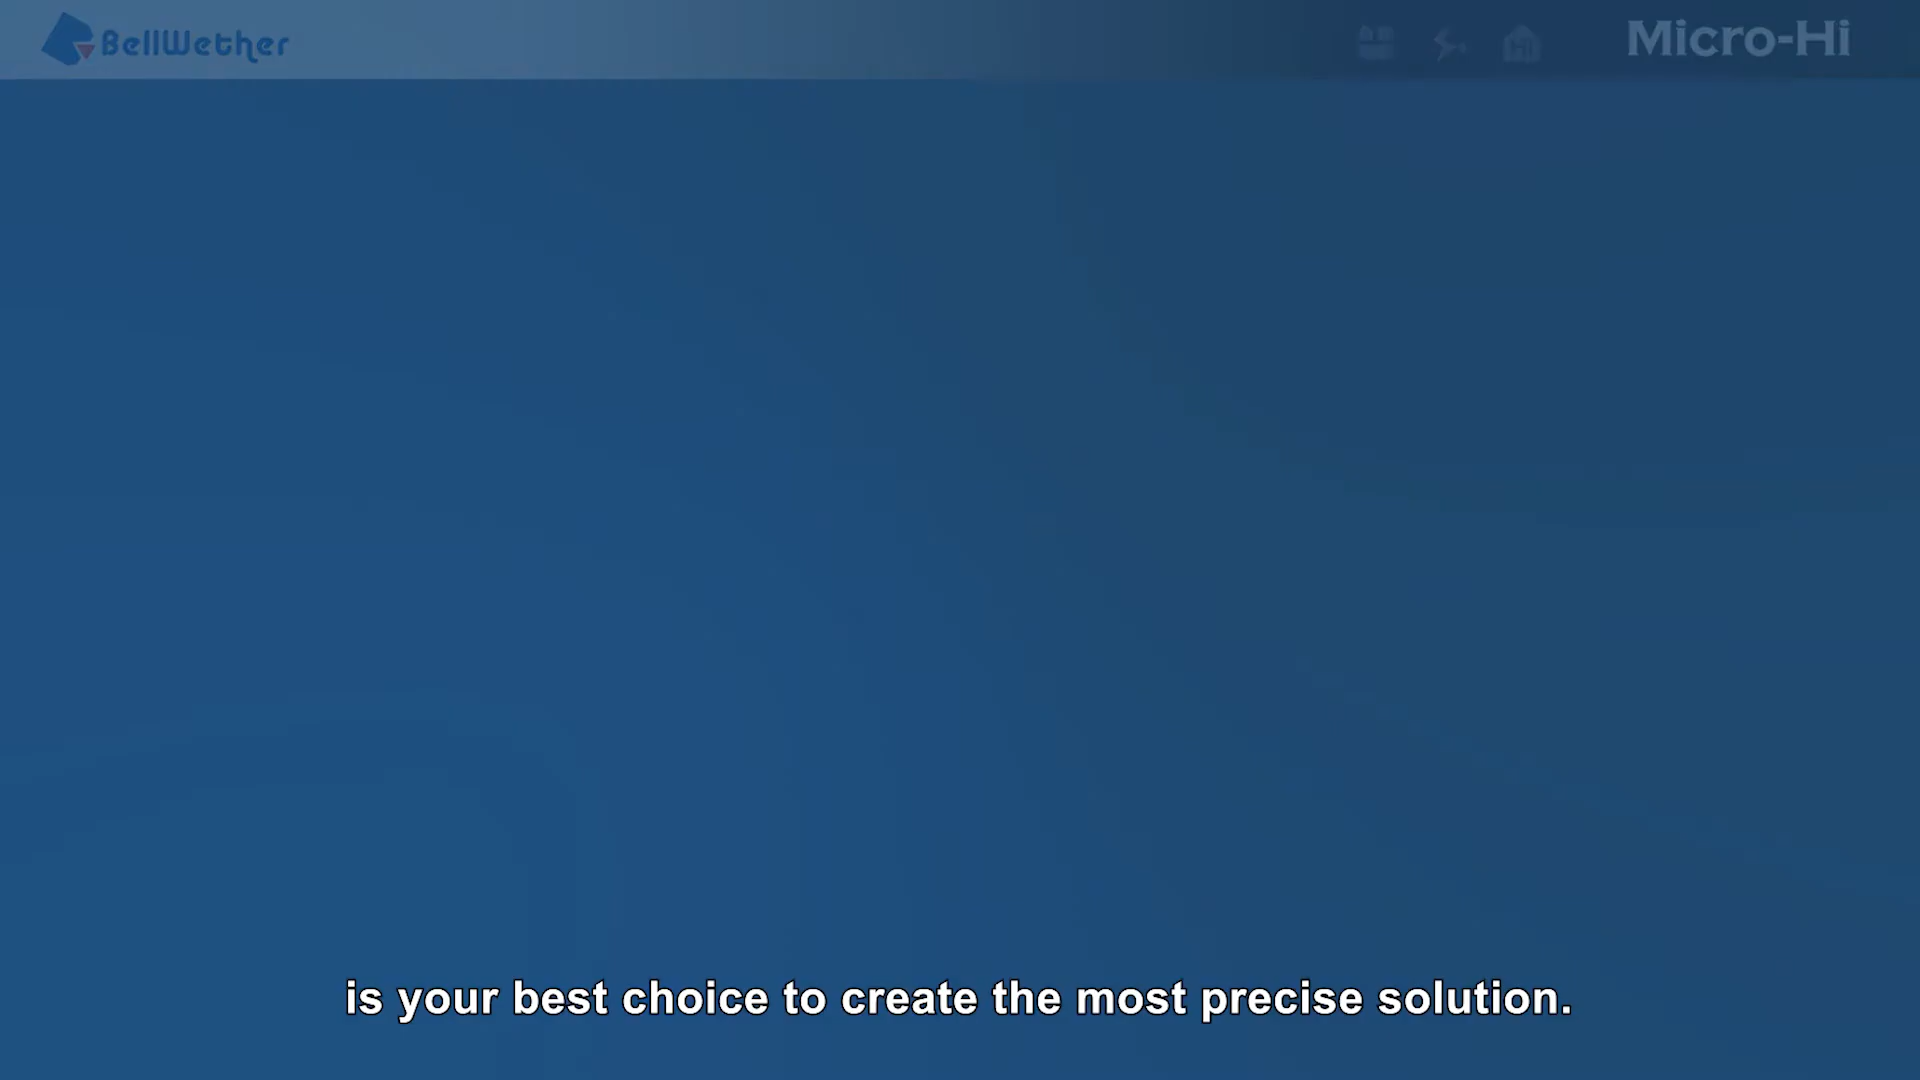 BellWether
Micro-Hi
is your best choice to create the most precise solution.